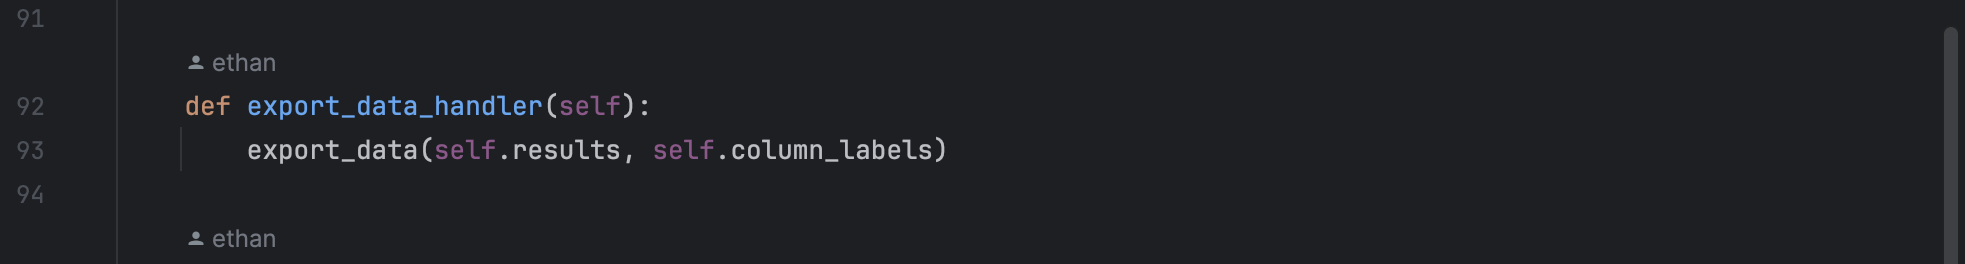 91
ethan
92 def export_data_handler(self):
93 export_data(self.results, self.column_labels)
94
ethan